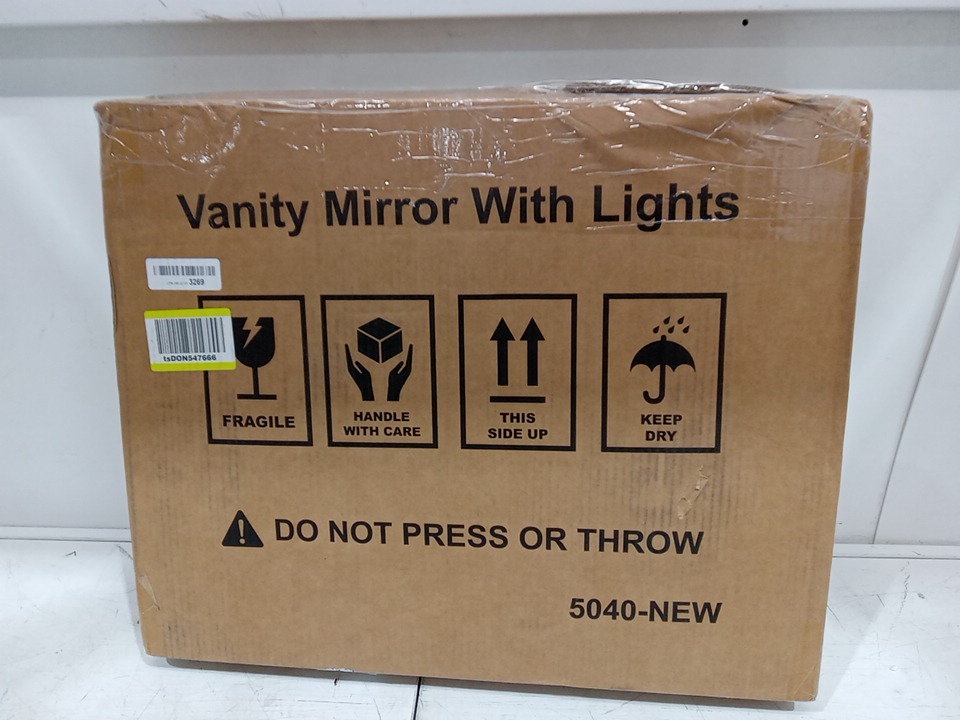 Vanity Mirror With Lights
3269
tsDON547666
FRAGILE
HANDLE
WITH CARE
THIS
SIDE UP
KEEP
DRY
DO NOT PRESS OR THROW
5040-NEW